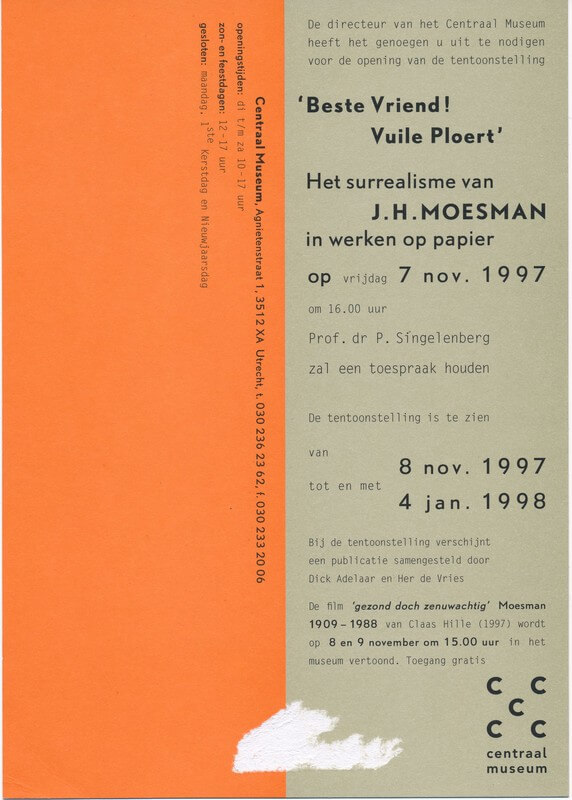 De directeur van het Centraal Museum
heeft het genoegen u uit te nodigen
voor de opening van de tentoonstelling
‘Beste Vriend!
Vuile Ploert’
Het surrealisme van
J.H.MOESMAN
in werken op papier
op vrijdag 7 nov. 1997
om 16.00 uur
Prof. dr P. Singelenberg
zal een toespraak houden
De tentoonstelling is te zien
van
8 nov. 1997
tot en met
4 jan. 1998
Bij de tentoonstelling verschijnt
een publicatie samengesteld door
Dick Adelaar en Her de Vries
De film ‘gezond doch zenuwachtig’ Moesman
1909–1988 van Claas Hille (1997) wordt
op 8 en 9 november om 15.00 uur in het
museum vertoond. Toegang gratis
C C
C
C C
centraal
museum
Centraal Museum, Agnietenstraat 1, 3512 XA Utrecht, t. 030 236 23 62, f. 030 233 20 06
openingstijden: di t/m za 10-17 uur
zon- en feestdagen: 12-17 uur
gesloten: maandag, 1ste Kerstdag en Nieuwjaarsdag